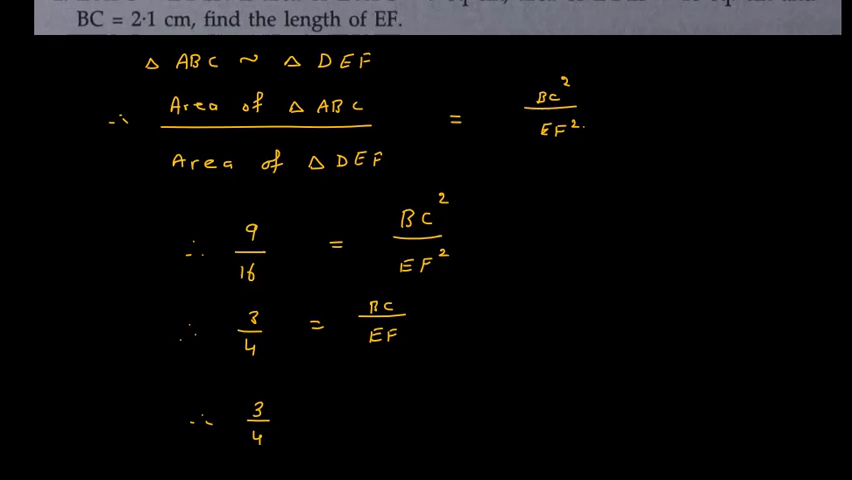 BC = 2·1 cm, find the length of EF.
△ ABC ~ △ DEF
∴ Area of △ ABC / Area of △ DEF = BC² / EF².
∴ 9/16 = BC²/EF²
∴ 3/4 = BC/EF
∴ 3/4